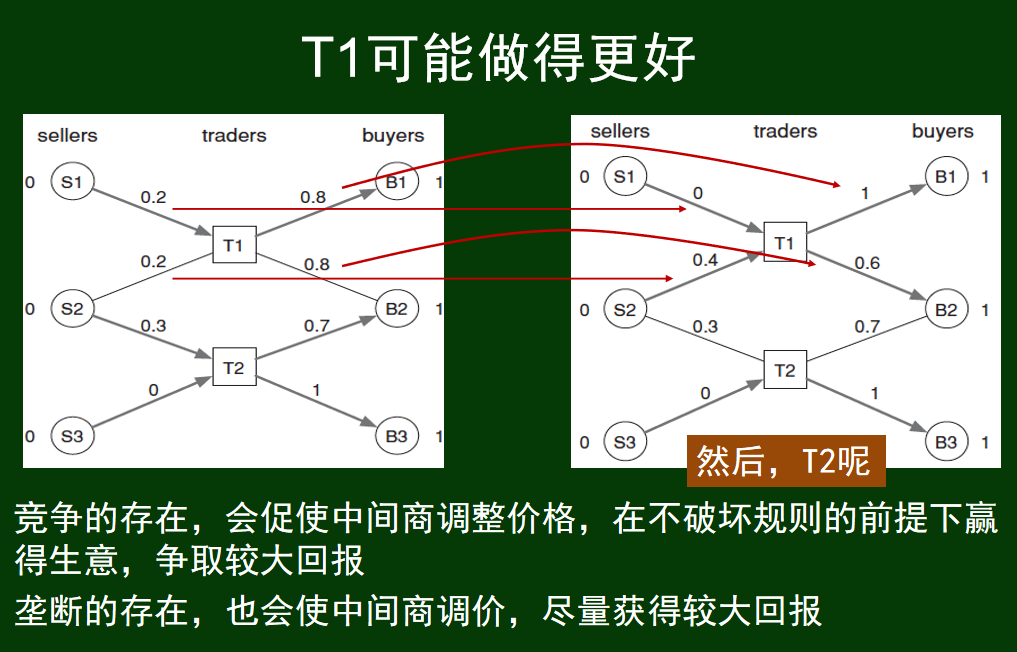 T1可能做得更好
sellers traders buyers
0 S1 0.2 0.8 B1 1
T1
0.2 0.8
0 S2 B2 1
0.3 0.7
T2
0 1
0 S3 B3 1
sellers traders buyers
0 S1 0 1 B1 1
T1
0.4 0.6
0 S2 B2 1
0.3 0.7
T2
0 1
0 S3 B3 1
然后，T2呢
竞争的存在，会促使中间商调整价格，在不破坏规则的前提下赢
得生意，争取较大回报
垄断的存在，也会使中间商调价，尽量获得较大回报